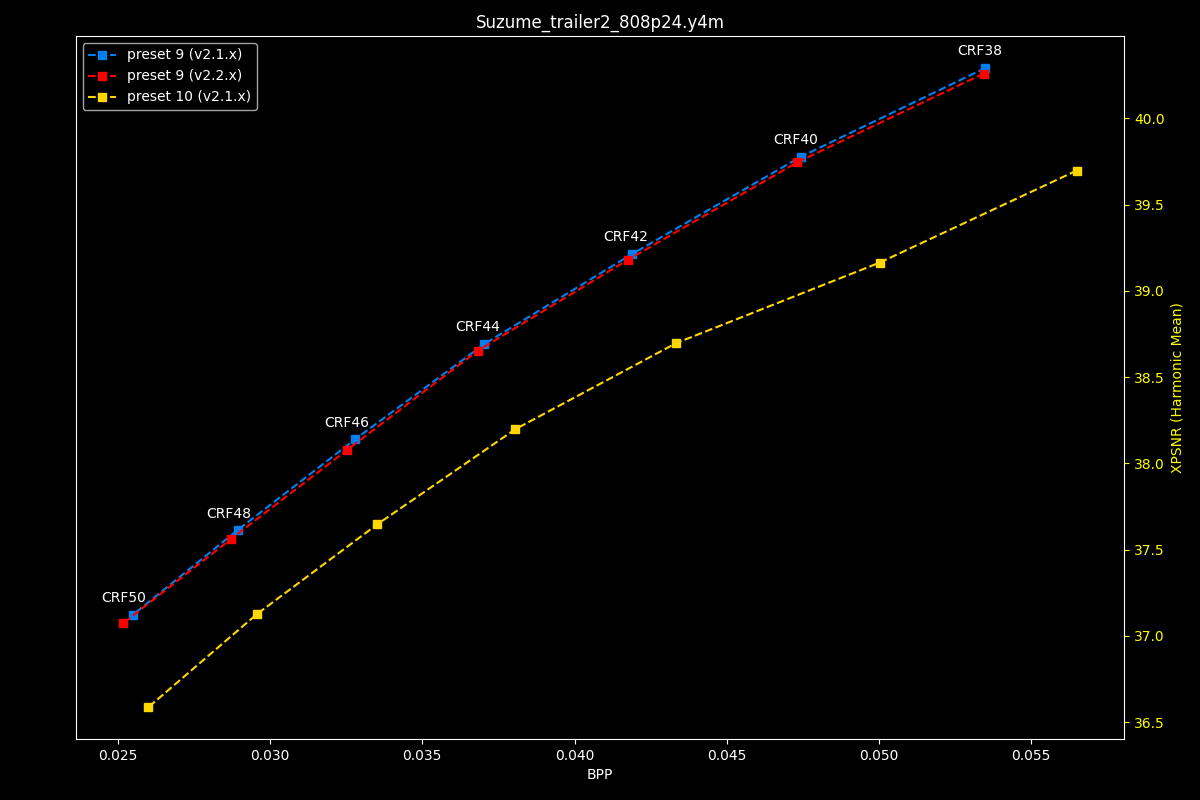 Suzume_trailer2_808p24.y4m
preset 9 (v2.1.x)
preset 9 (v2.2.x)
preset 10 (v2.1.x)
CRF38
CRF40
CRF42
CRF44
CRF46
CRF48
CRF50
40.0
39.5
39.0
38.5
38.0
37.5
37.0
36.5
XPSNR (Harmonic Mean)
0.025 0.030 0.035 0.040 0.045 0.050 0.055
BPP